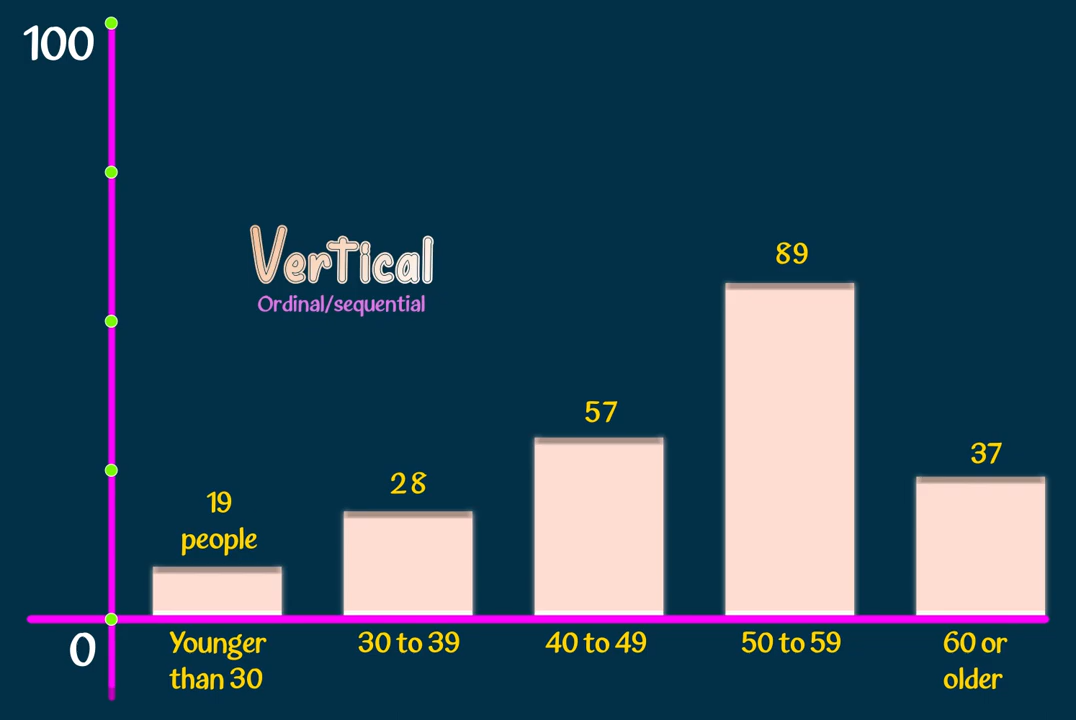 100
Vertical
Ordinal/sequential
89
57
37
28
19
people
0
Younger
than 30
30 to 39
40 to 49
50 to 59
60 or
older